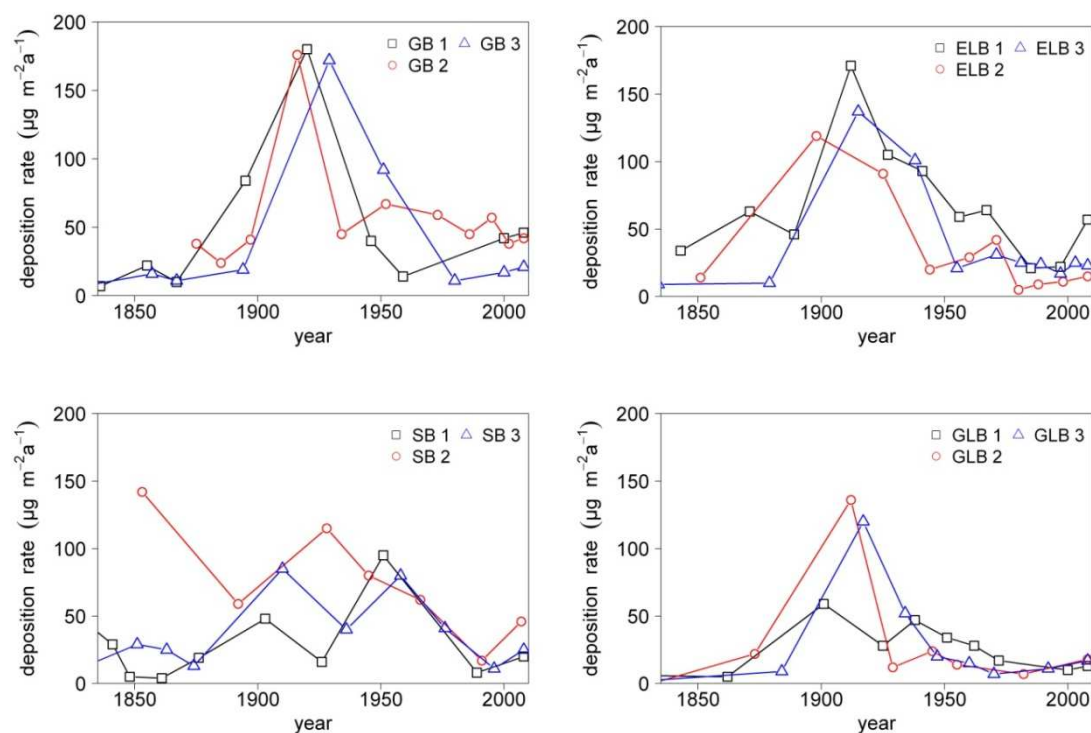 200
150
100
50
0
deposition rate (µg m⁻²a⁻¹)
GB 1 GB 3
GB 2
1850 1900 1950 2000
year
200
150
100
50
0
deposition rate (µg m⁻²a⁻¹)
ELB 1 ELB 3
ELB 2
1850 1900 1950 2000
year
200
150
100
50
0
deposition rate (µg m⁻²a⁻¹)
SB 1 SB 3
SB 2
1850 1900 1950 2000
year
200
150
100
50
0
deposition rate (µg m⁻²a⁻¹)
GLB 1 GLB 3
GLB 2
1850 1900 1950 2000
year